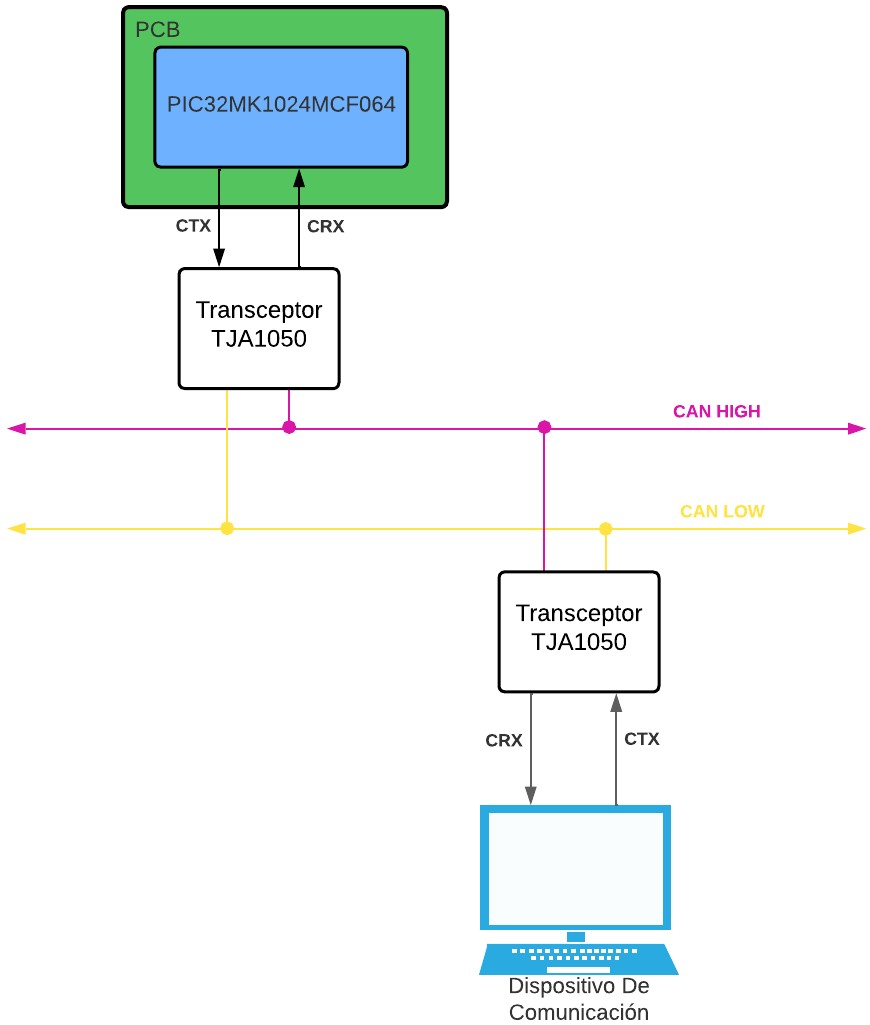 PCB
PIC32MK1024MCF064
CTX
CRX
Transceptor
TJA1050
CAN HIGH
CAN LOW
Transceptor
TJA1050
CRX
CTX
Dispositivo De
Comunicación